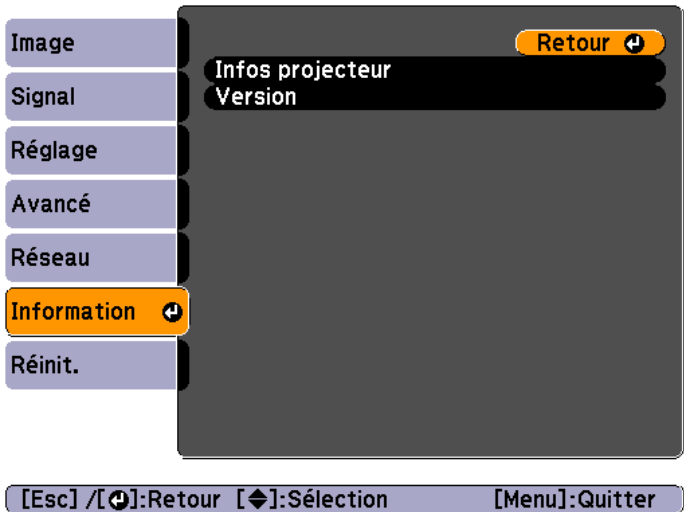 Image
Signal
Réglage
Avancé
Réseau
Information
Réinit.
Retour
Infos projecteur
Version
[Esc] /[⏎]:Retour [◆]:Sélection [Menu]:Quitter